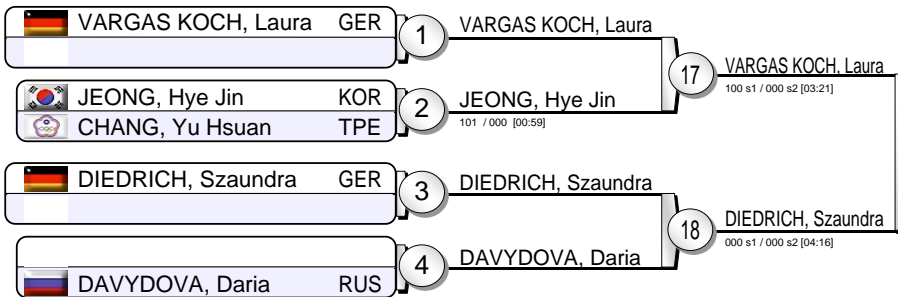 VARGAS KOCH, Laura GER
1
VARGAS KOCH, Laura
17
VARGAS KOCH, Laura
100 s1 / 000 s2 [03:21]
JEONG, Hye Jin KOR
CHANG, Yu Hsuan TPE
2
JEONG, Hye Jin
101 / 000 [00:59]
DIEDRICH, Szaundra GER
3
DIEDRICH, Szaundra
18
DIEDRICH, Szaundra
000 s1 / 000 s2 [04:16]
DAVYDOVA, Daria RUS
4
DAVYDOVA, Daria